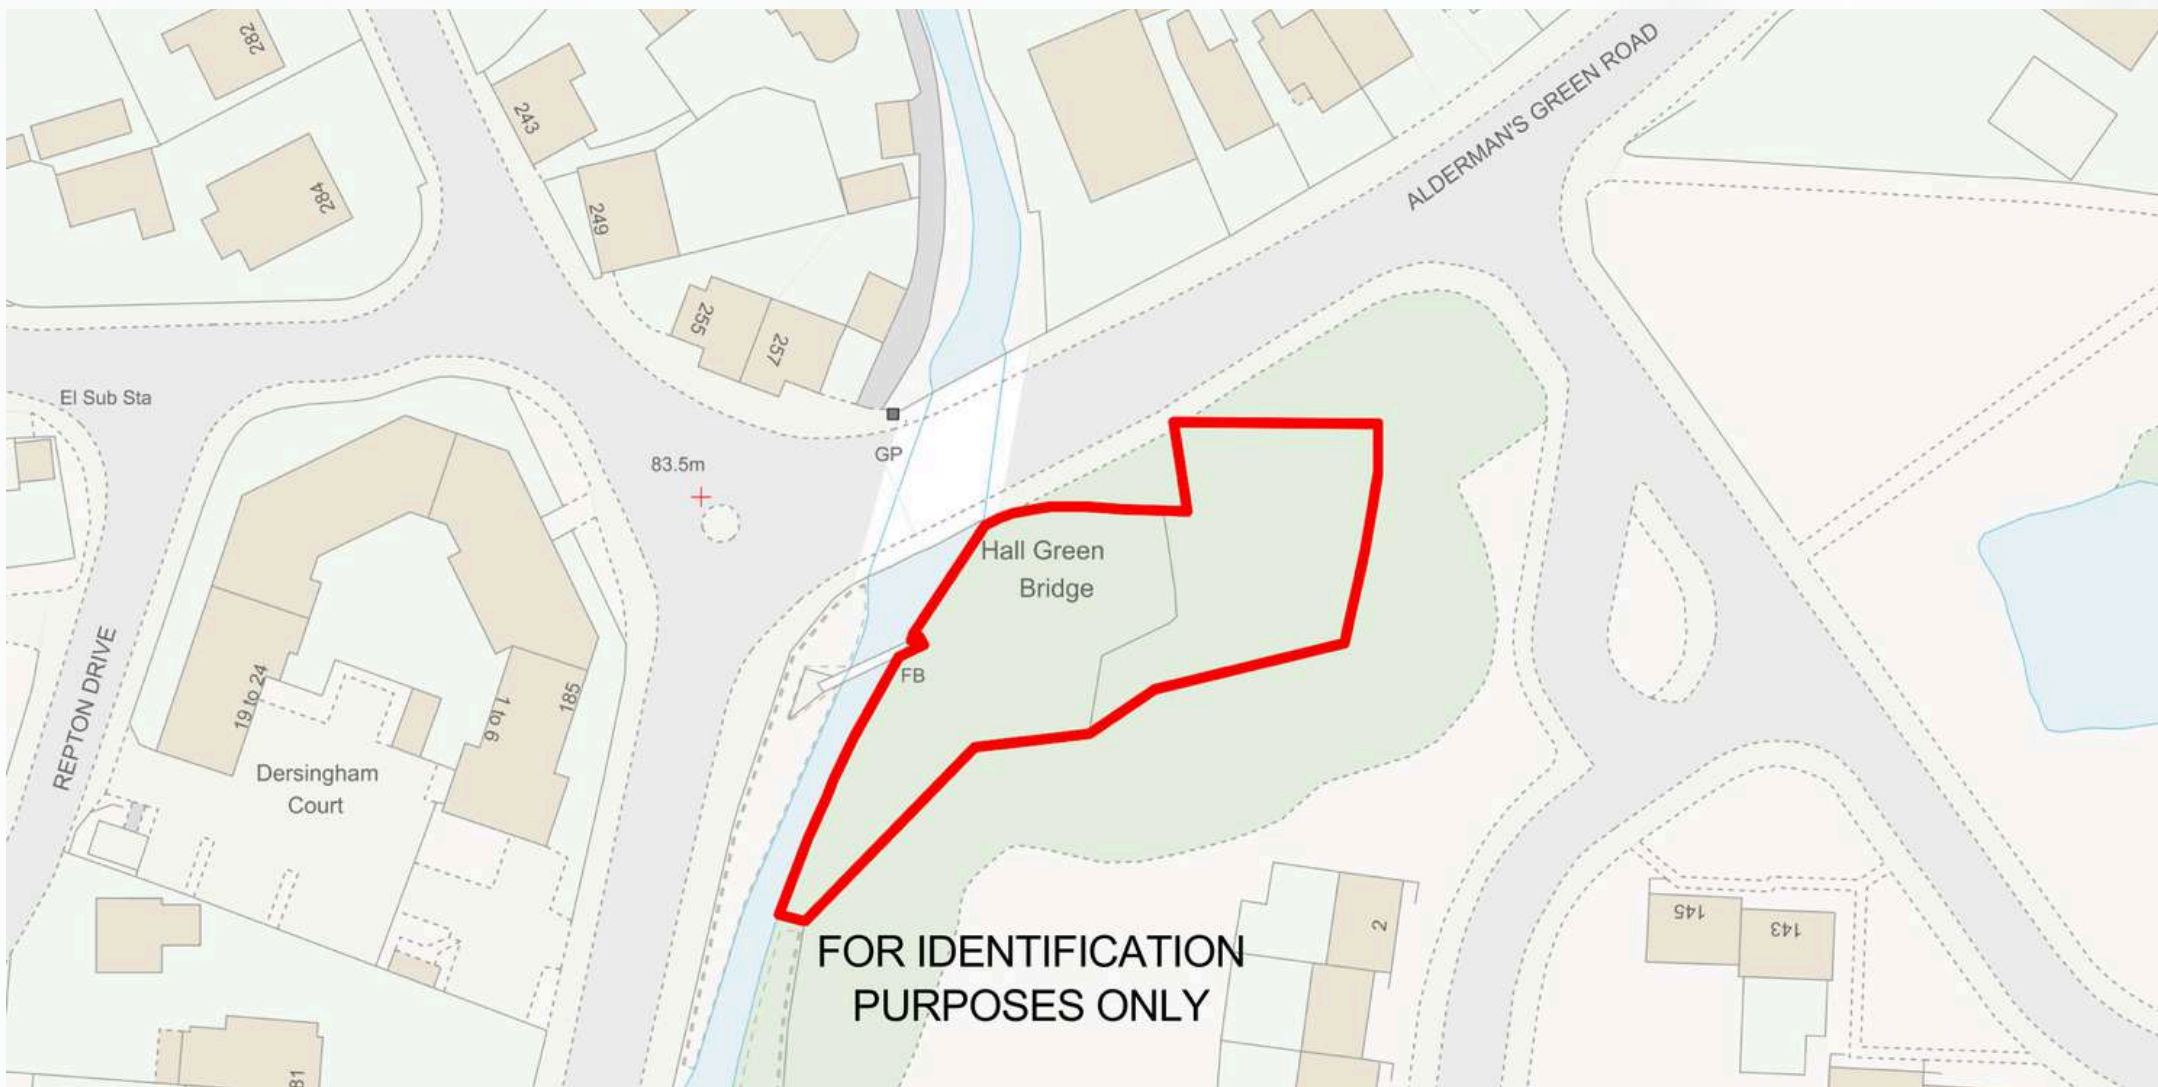 282
243
284
249
255
257
ALDERMAN'S GREEN ROAD
El Sub Sta
GP
83.5m
Hall Green
Bridge
FB
REPTON DRIVE
19 to 24
1 to 6
185
Dersingham
Court
FOR IDENTIFICATION
PURPOSES ONLY
2
145
143
81